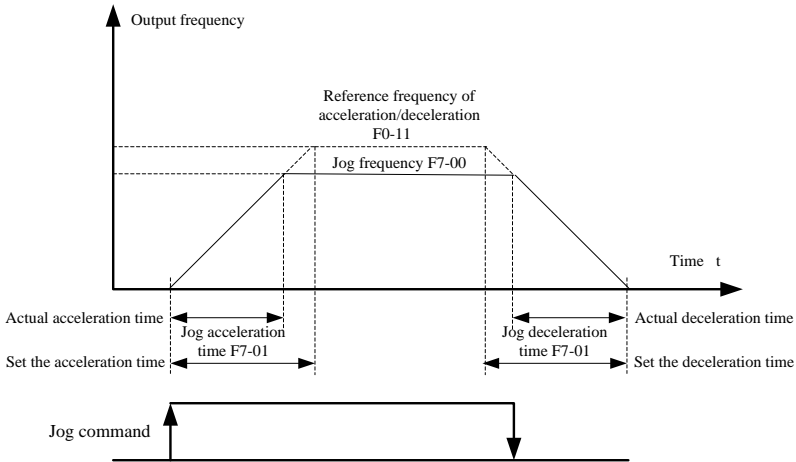 Output frequency
Reference frequency of
acceleration/deceleration
F0-11
Jog frequency F7-00
Time t
Actual acceleration time
Jog acceleration
time F7-01
Set the acceleration time
Jog deceleration
time F7-01
Actual deceleration time
Set the deceleration time
Jog command